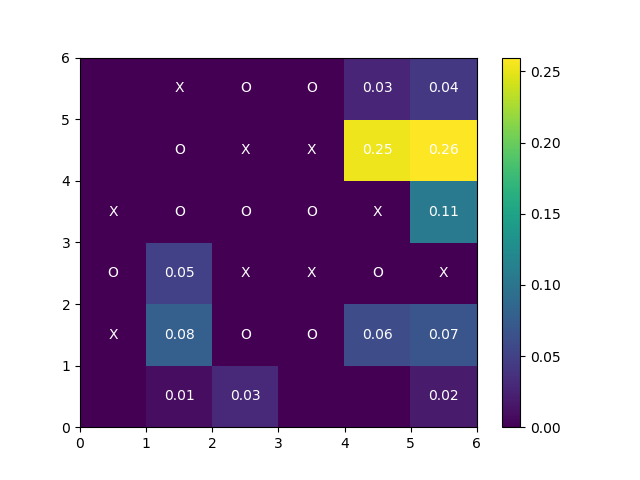 6
X O O 0.03 0.04
0.25
5
O X X 0.25 0.26
0.20
4
X O O O X 0.11
0.15
3
O 0.05 X X O X
0.10
2
X 0.08 O O 0.06 0.07
0.05
1
0.01 0.03 0.02
0
0.00
0 1 2 3 4 5 6